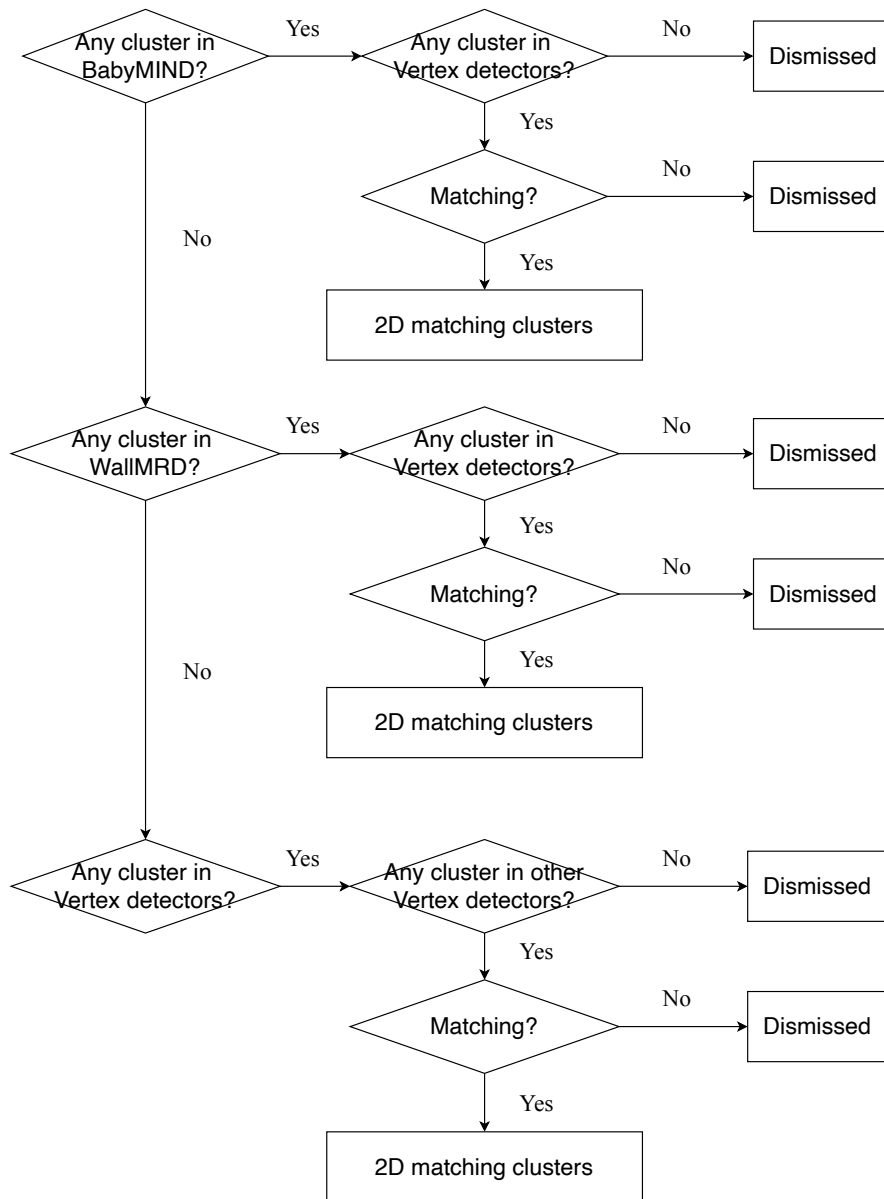 Any cluster in
BabyMIND?
Yes
Any cluster in
Vertex detectors?
No
Dismissed
Yes
Matching?
No
Dismissed
No
Yes
2D matching clusters
Any cluster in
WallMRD?
Yes
Any cluster in
Vertex detectors?
No
Dismissed
Yes
Matching?
No
Dismissed
No
Yes
2D matching clusters
Any cluster in
Vertex detectors?
Yes
Any cluster in other
Vertex detectors?
No
Dismissed
Yes
Matching?
No
Dismissed
Yes
2D matching clusters